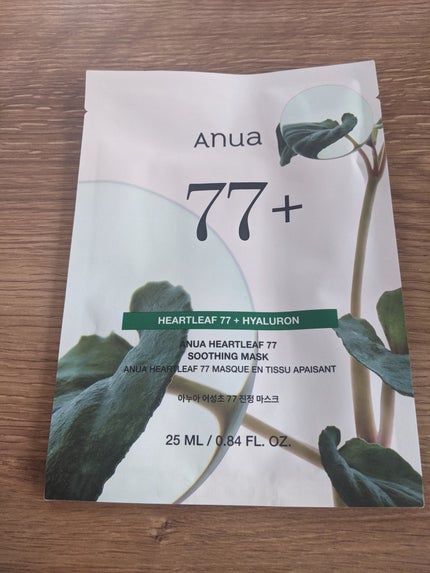 Anua
77+
HEARTLEAF 77 + HYALURON
ANUA HEARTLEAF 77
SOOTHING MASK
ANUA HEARTLEAF 77 MASQUE EN TISSU APAISANT
아누아 어성초 77 진정 마스크
25 ML / 0.84 FL. OZ.